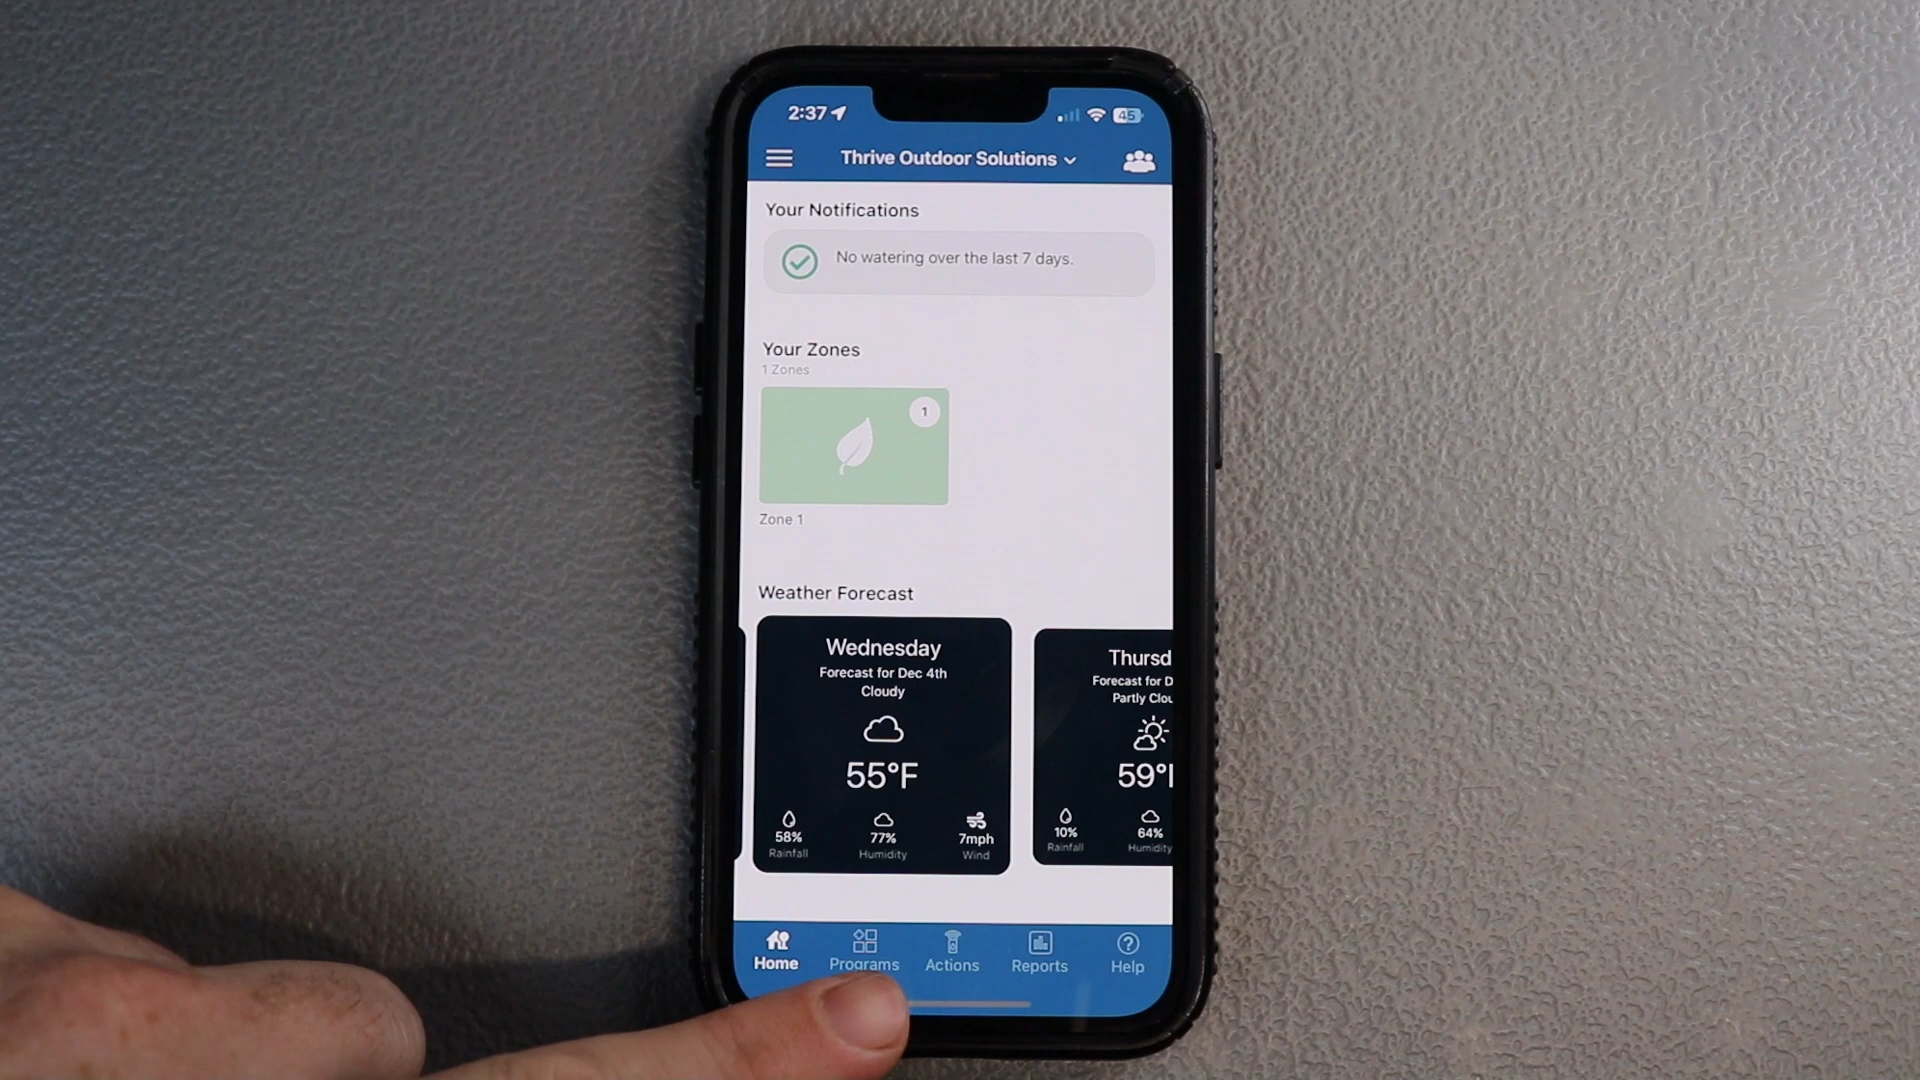 2:37
45
Thrive Outdoor Solutions
Your Notifications
No watering over the last 7 days.
Your Zones
1 Zones
1
Zone 1
Weather Forecast
Wednesday
Forecast for Dec 4th
Cloudy
55°F
58%
Rainfall
77%
Humidity
7mph
Wind
Thursd
Forecast for D
Partly Clou
59°F
10%
Rainfall
64%
Humidity
Home
Programs
Actions
Reports
Help